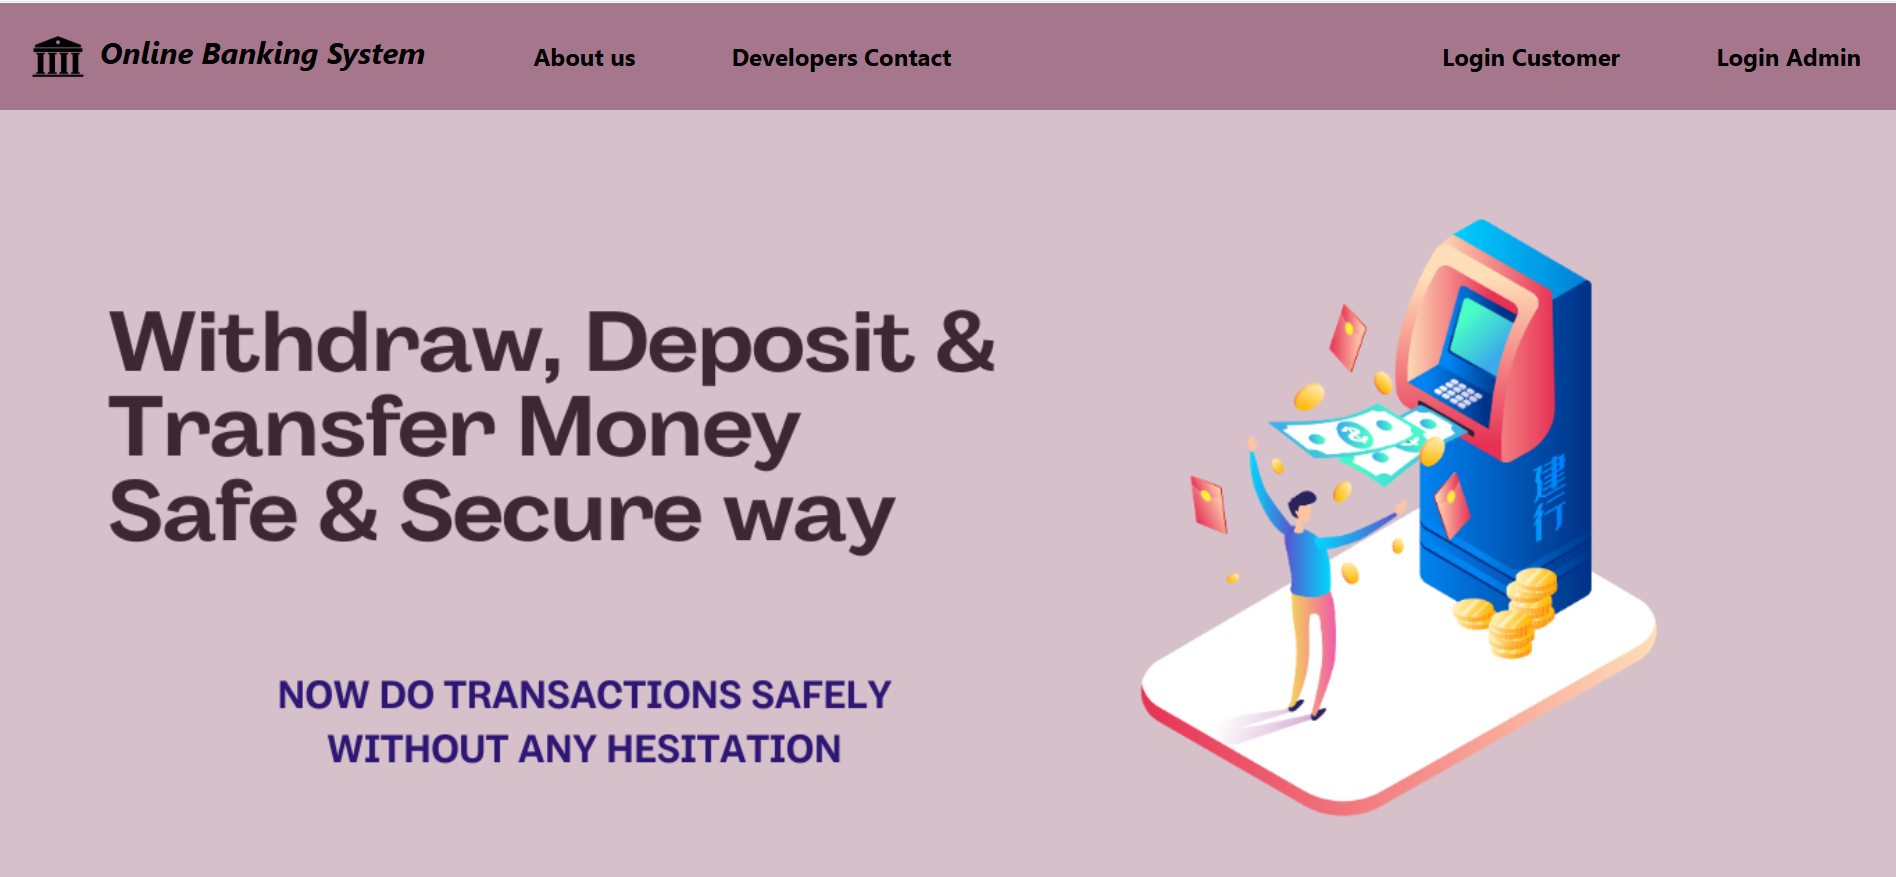 Online Banking System
About us
Developers Contact
Login Customer
Login Admin
Withdraw, Deposit &
Transfer Money
Safe & Secure way
NOW DO TRANSACTIONS SAFELY
WITHOUT ANY HESITATION
建行